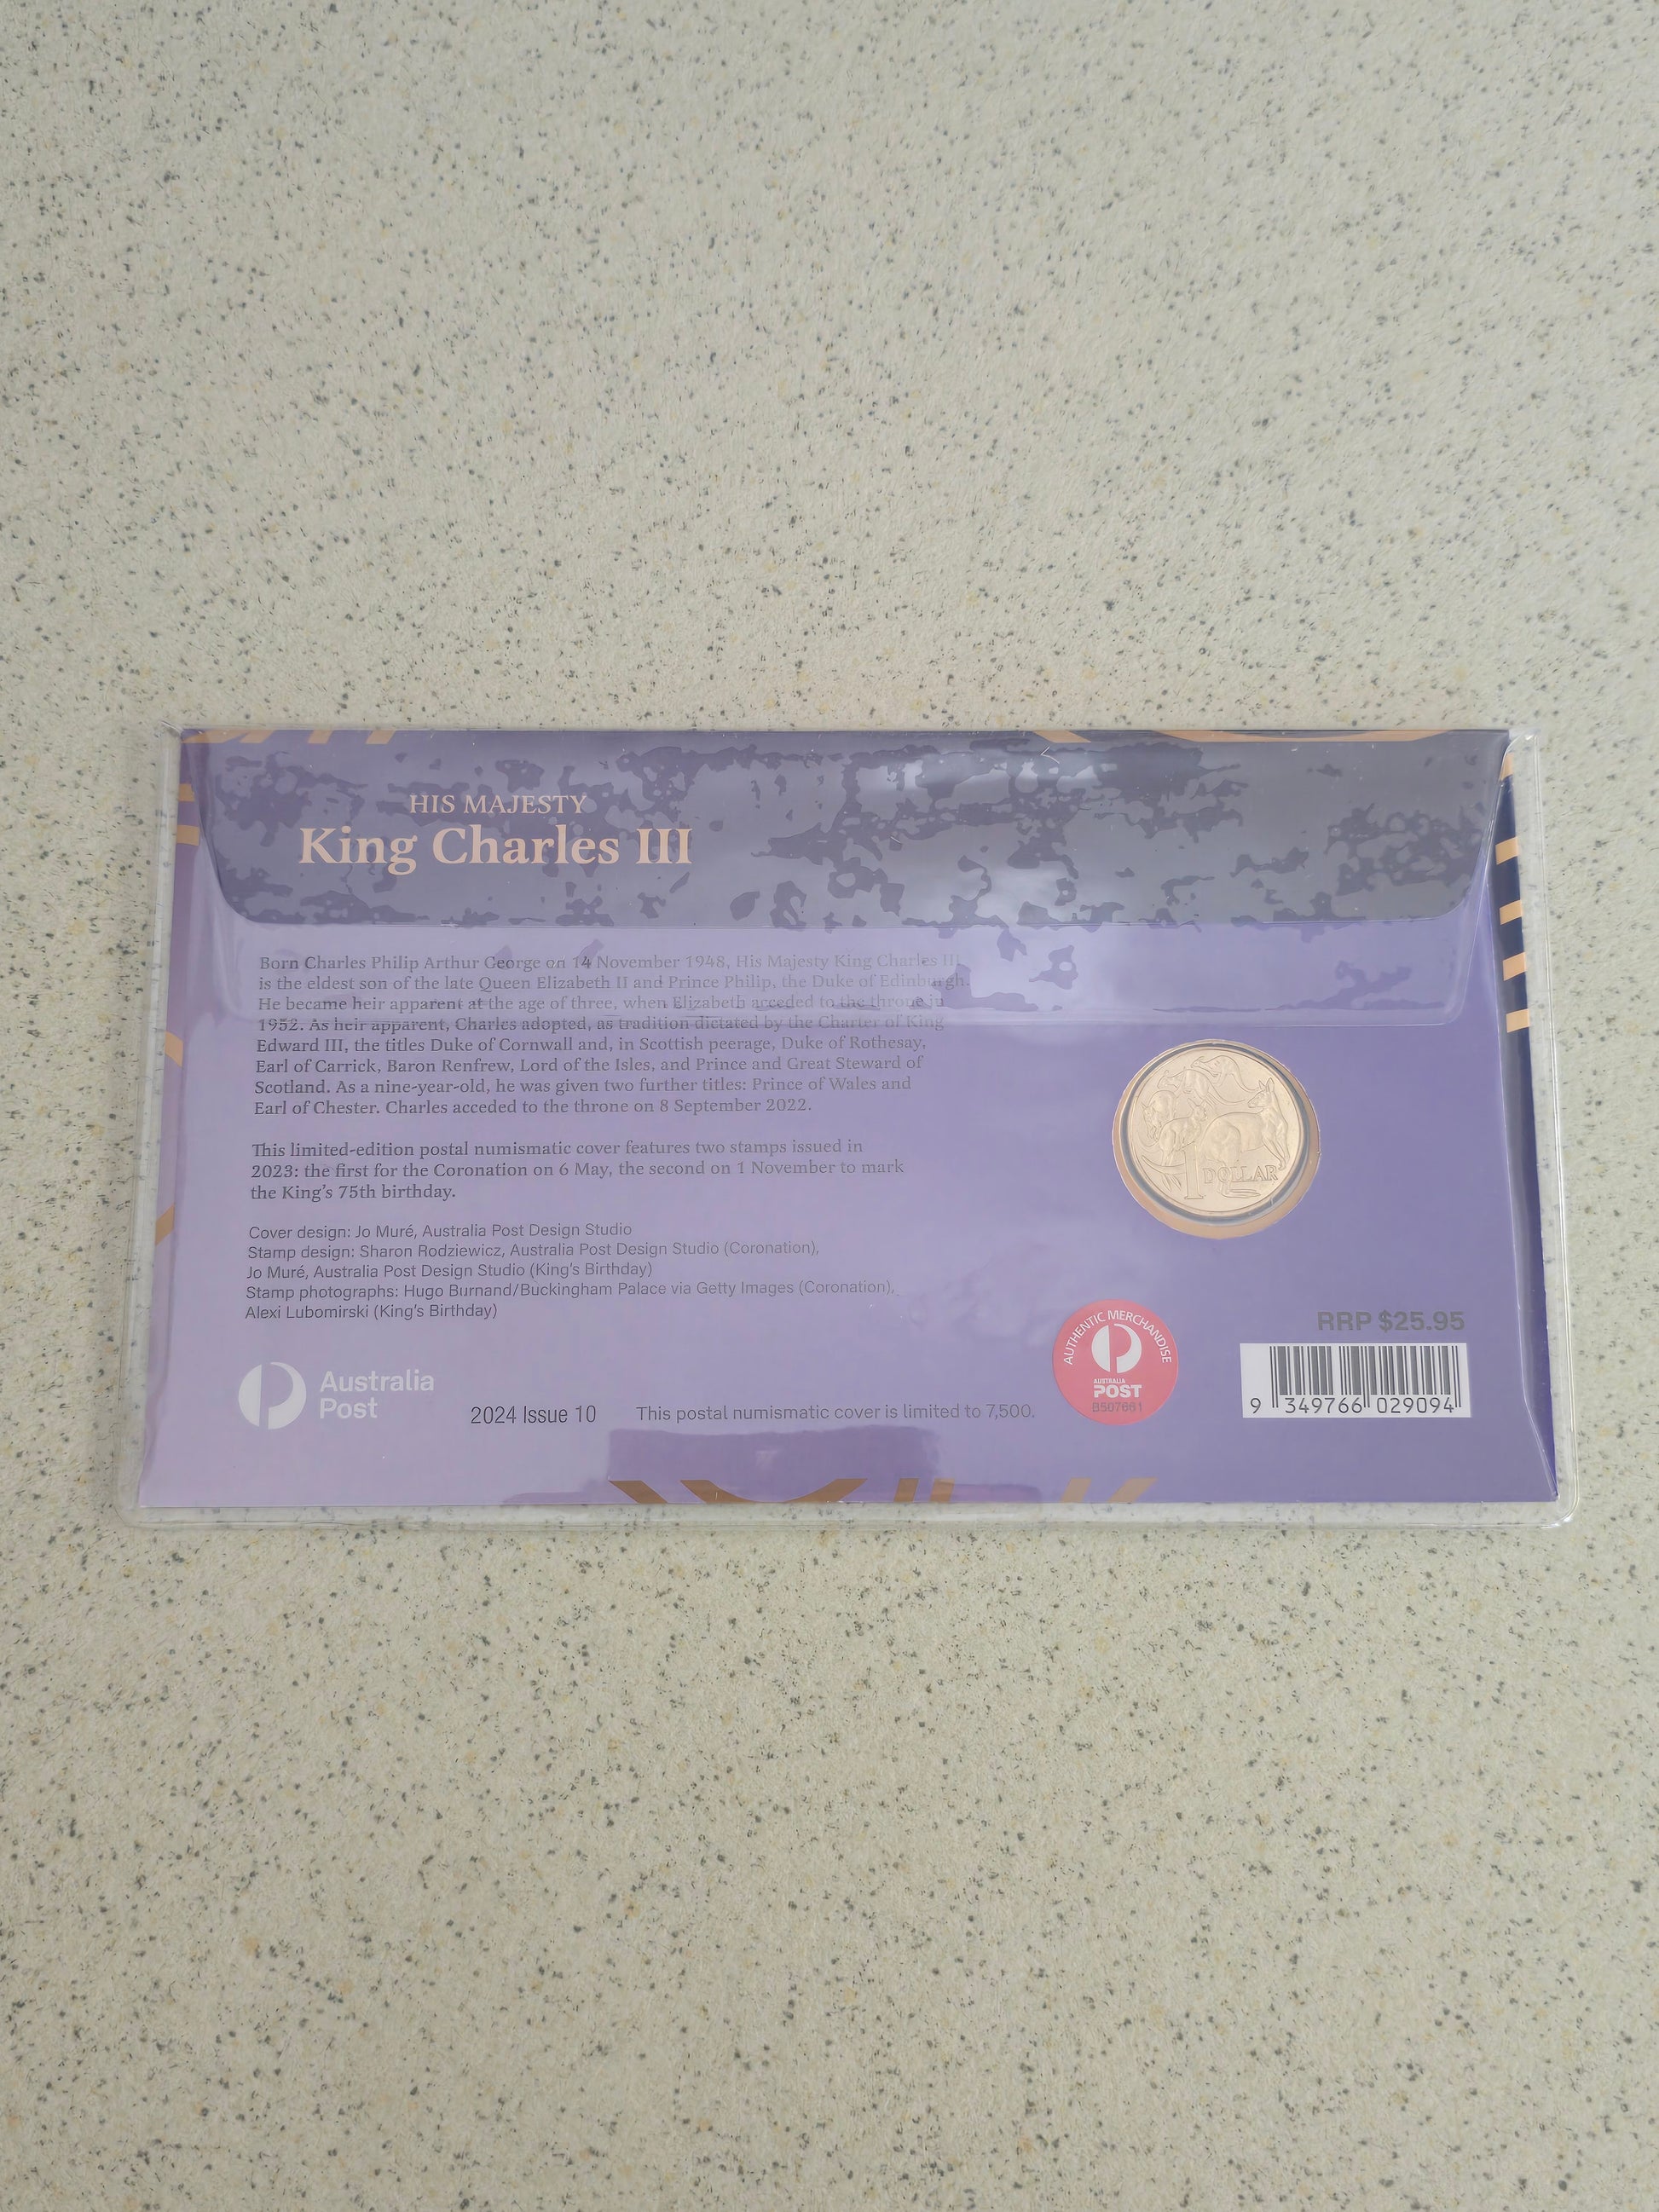 HIS MAJESTY
King Charles III
Born Charles Philip Arthur George on 14 November 1948, His Majesty King Charles III
is the eldest son of the late Queen Elizabeth II and Prince Philip, the Duke of Edinburgh.
He became heir apparent at the age of three, when Elizabeth acceded to the throne in
1952. As heir apparent, Charles adopted, as tradition dictated by the Charter of King
Edward III, the titles Duke of Cornwall and, in Scottish peerage, Duke of Rothesay,
Earl of Carrick, Baron Renfrew, Lord of the Isles, and Prince and Great Steward of
Scotland. As a nine-year-old, he was given two further titles: Prince of Wales and
Earl of Chester. Charles acceded to the throne on 8 September 2022.
This limited-edition postal numismatic cover features two stamps issued in
2023: the first for the Coronation on 6 May, the second on 1 November to mark
the King's 75th birthday.
Cover design: Jo Muré, Australia Post Design Studio
Stamp design: Sharon Rodziewicz, Australia Post Design Studio (Coronation),
Jo Muré, Australia Post Design Studio (King's Birthday)
Stamp photographs: Hugo Burnand/Buckingham Palace via Getty Images (Coronation),
Alexi Lubomirski (King's Birthday)
1 DOLLAR
Australia
Post
2024 Issue 10
This postal numismatic cover is limited to 7,500.
AUTHENTIC MERCHANDISE
AUSTRALIA
POST
B507661
RRP $25.95
9 349766 029094